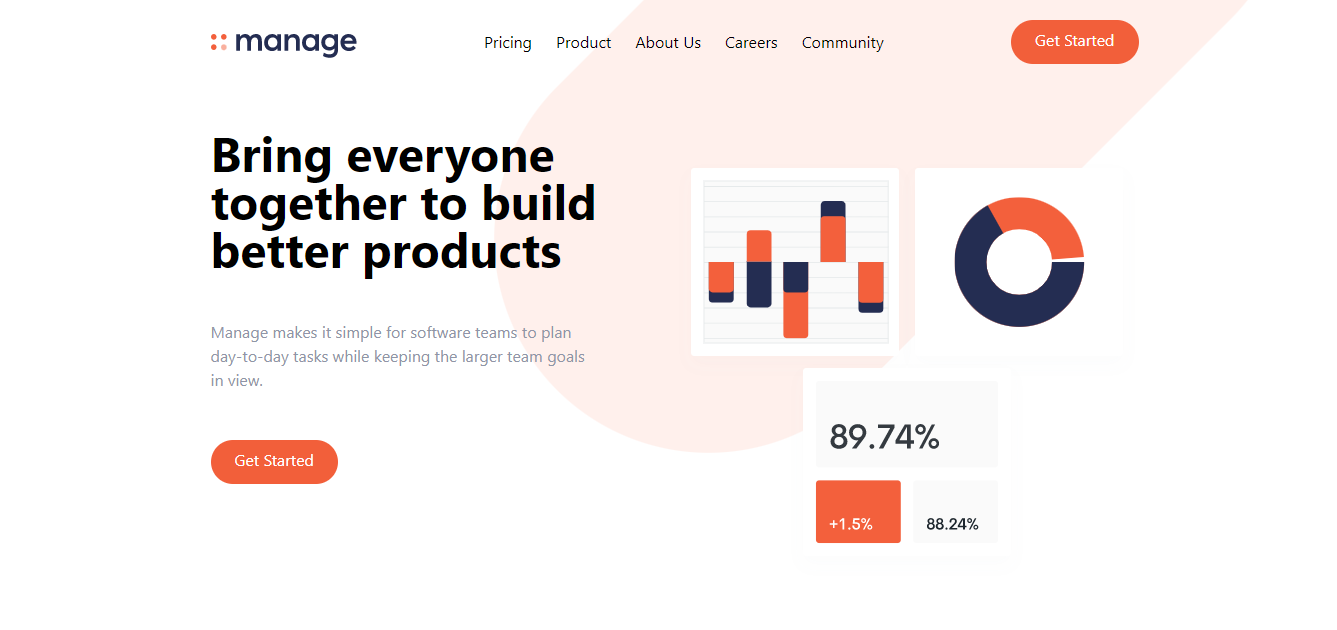 manage
Pricing
Product
About Us
Careers
Community
Get Started
Bring everyone
together to build
better products
Manage makes it simple for software teams to plan
day-to-day tasks while keeping the larger team goals
in view.
Get Started
89.74%
+1.5%
88.24%